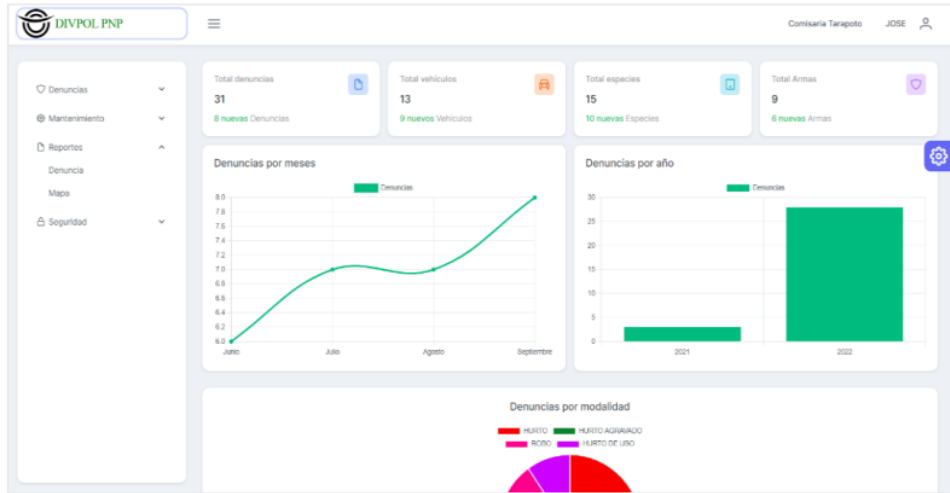 DIVPOL PNP
Comisaria Tarapoto JOSE
Denuncias
Mantenimiento
Reportes
Denuncia
Mapa
Seguridad
Total denuncias
31
8 nuevas Denuncias
Total vehículos
13
9 nuevos Vehículos
Total especies
15
10 nuevas Especies
Total Armas
9
6 nuevas Armas
Denuncias por meses
Denuncias
8.0
7.8
7.6
7.4
7.2
7.0
6.8
6.6
6.4
6.2
6.0
Junio Julio Agosto Septiembre
Denuncias por año
Denuncias
30
25
20
15
10
5
0
2021 2022
Denuncias por modalidad
HURTO HURTO AGRAVADO
ROBO HURTO DE USO